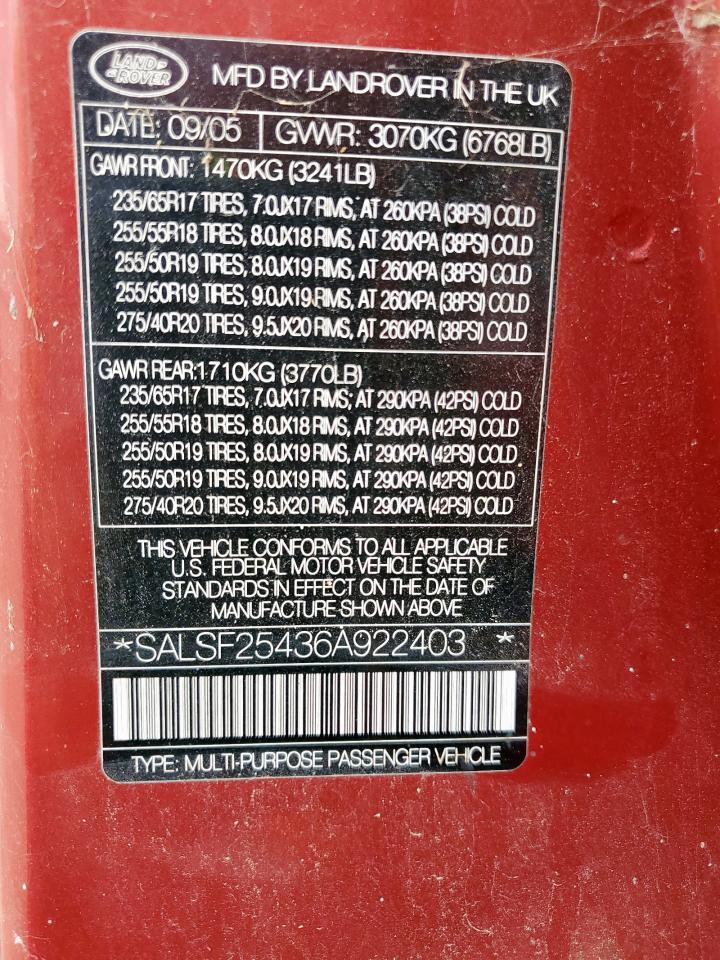 LAND-
-ROVER
MFD BY LANDROVER IN THE UK
DATE: 09/05 GVWR: 3070KG (6768LB)
GAWR FRONT: 1470KG (3241LB)
235/65R17 TIRES, 7.0JX17 RIMS, AT 260KPA (38PSI) COLD
255/55R18 TIRES, 8.0JX18 RIMS, AT 260KPA (38PSI) COLD
255/50R19 TIRES, 8.0JX19 RIMS, AT 260KPA (38PSI) COLD
255/50R19 TIRES, 9.0JX19 RIMS, AT 260KPA (38PSI) COLD
275/40R20 TIRES, 9.5JX20 RIMS, AT 260KPA (38PSI) COLD
GAWR REAR: 1710KG (3770LB)
235/65R17 TIRES, 7.0JX17 RIMS, AT 290KPA (42PSI) COLD
255/55R18 TIRES, 8.0JX18 RIMS, AT 290KPA (42PSI) COLD
255/50R19 TIRES, 8.0JX19 RIMS, AT 290KPA (42PSI) COLD
255/50R19 TIRES, 9.0JX19 RIMS, AT 290KPA (42PSI) COLD
275/40R20 TIRES, 9.5JX20 RIMS, AT 290KPA (42PSI) COLD
THIS VEHICLE CONFORMS TO ALL APPLICABLE
U.S. FEDERAL MOTOR VEHICLE SAFETY
STANDARDS IN EFFECT ON THE DATE OF
MANUFACTURE SHOWN ABOVE
*SALSF25436A922403 *
TYPE: MULTI-PURPOSE PASSENGER VEHICLE